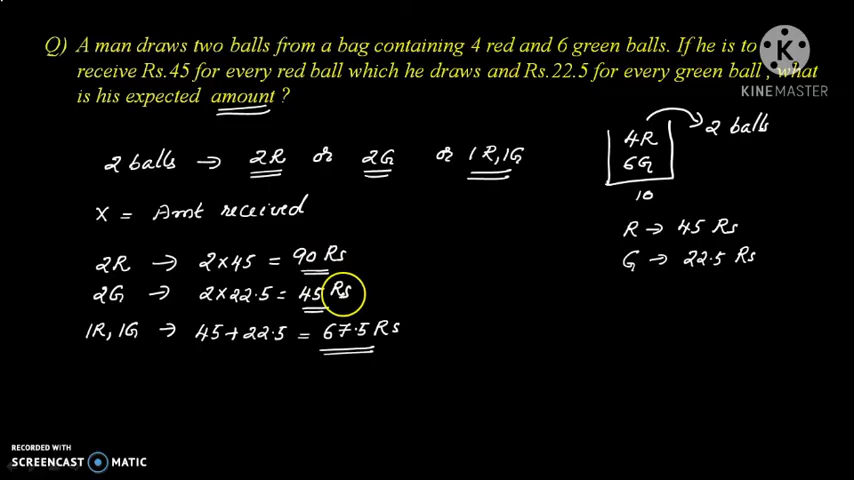 Q) A man draws two balls from a bag containing 4 red and 6 green balls. If he is to
receive Rs.45 for every red ball which he draws and Rs.22.5 for every green ball , what
is his expected amount ?
KINEMASTER
4R
6G
10
2 balls
2 balls → 2R or 2G or 1R,1G
X = Amt received
R → 45 Rs
G → 22.5 Rs
2R → 2×45 = 90 Rs
2G → 2×22.5 = 45 Rs
1R,1G → 45+22.5 = 67.5 Rs
RECORDED WITH
SCREENCAST MATIC